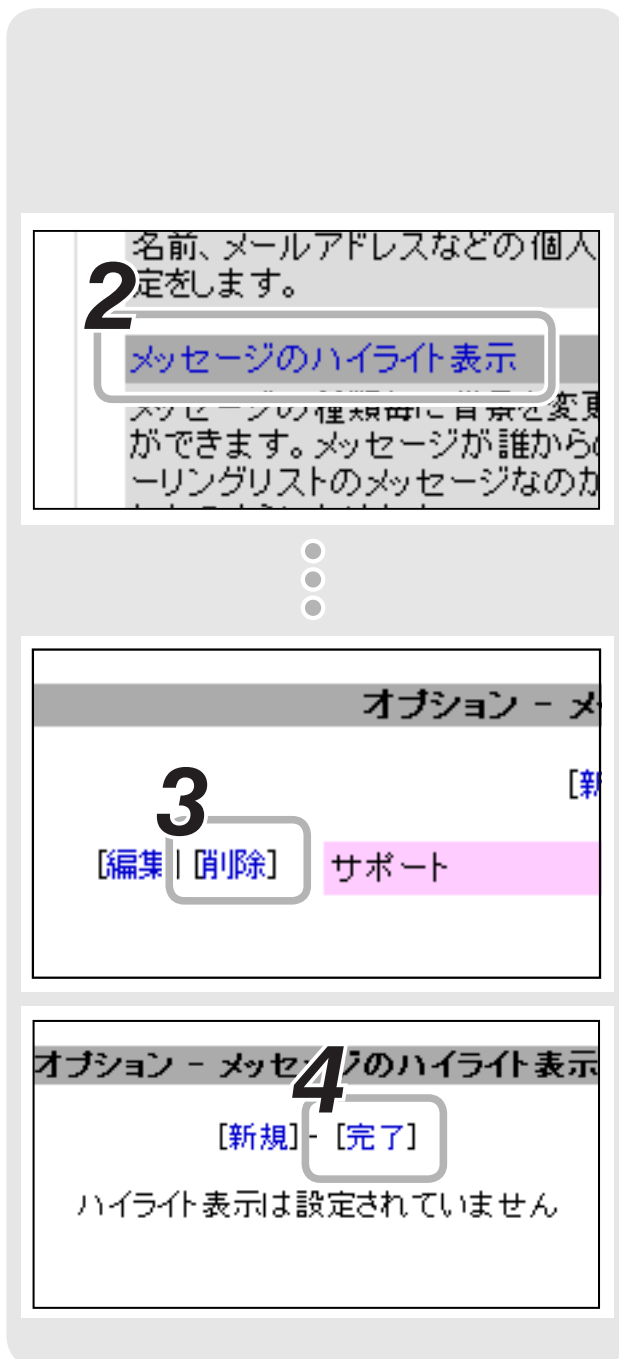 名前、メールアドレスなどの個人
定をします。
2
メッセージのハイライト表示
メッセージの種類毎に背景を変更
ができます。メッセージが誰からの
ーリングリストのメッセージなのか
オプション - メ
[新
3
[編集 | [削除] サポート
オプション - メッセージのハイライト表示
4
[新規] - [完了]
ハイライト表示は設定されていません